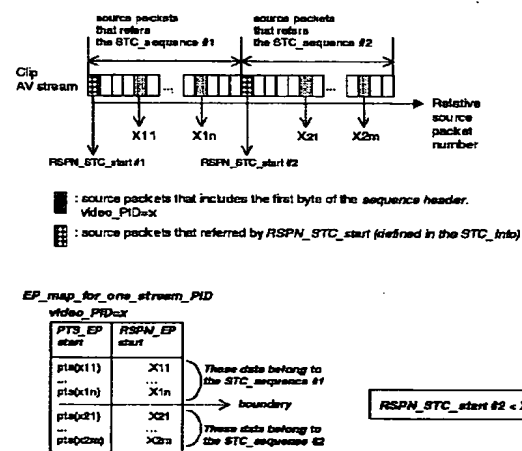 source packets
that refers
the STC_sequence #1
source packets
that refers
the STC_sequence #2
Clip
AV stream
...
...
Relative
source
packet
number
X11
X1n
X21
X2m
RSPN_STC_start #1
RSPN_STC_start #2
: source packets that includes the first byte of the sequence header.
video_PID=x
: source packets that referred by RSPN_STC_start (defined in the STC_Info)
EP_map_for_one_stream_PID
video_PID=x
PTS_EP
start
RSPN_EP
start
pts(x11)
X11
...
...
pts(x1n)
X1n
These data belong to
the STC_sequence #1
boundary
pts(x21)
X21
...
...
pts(x2m)
X2m
These data belong to
the STC_sequence #2
RSPN_STC_start #2 <